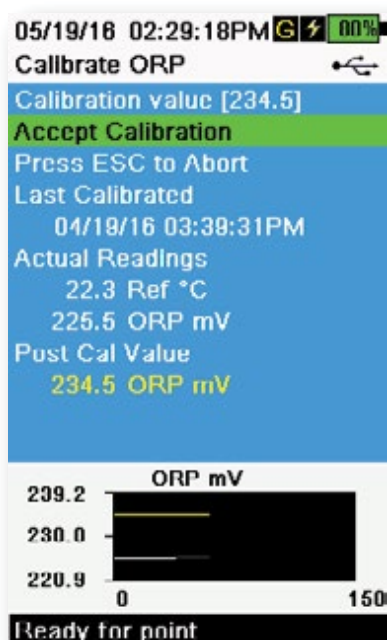 05/19/16 02:29:18PM G
Calibrate ORP
Calibration value [234.5]
Accept Calibration
Press ESC to Abort
Last Calibrated
04/19/16 03:39:31PM
Actual Readings
22.3 Ref °C
225.5 ORP mV
Post Cal Value
234.5 ORP mV
ORP mV
239.2
230.0
220.9
0 150
Ready for point